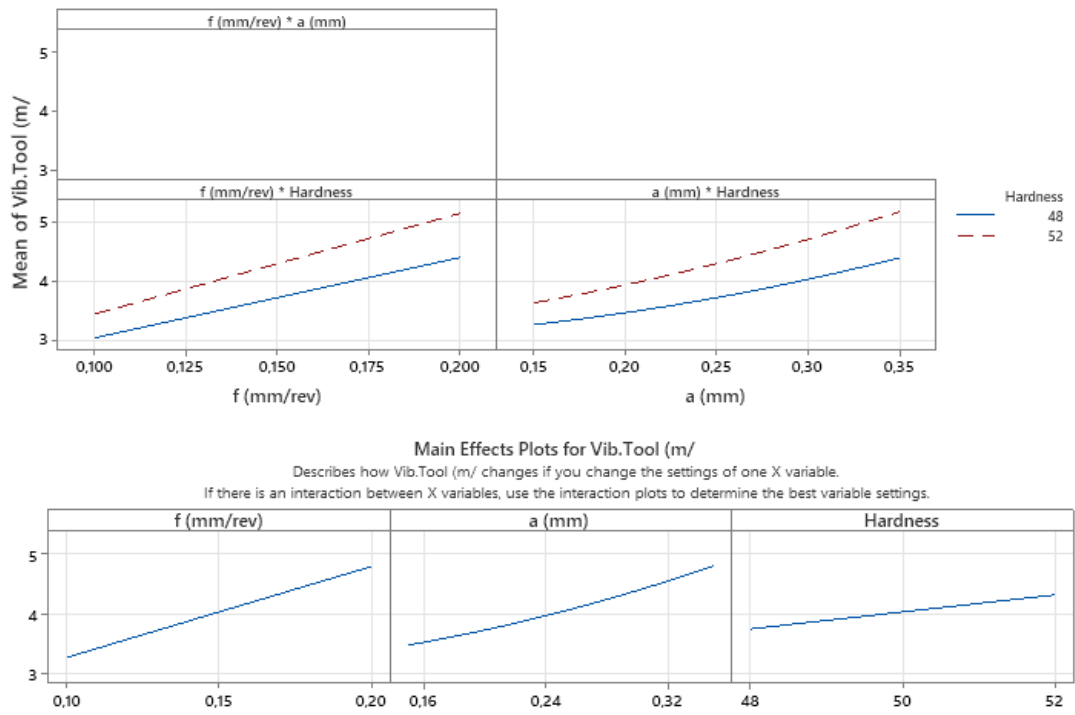 f (mm/rev) * a (mm)
5
4
3
Mean of Vib.Tool (m/
f (mm/rev) * Hardness
a (mm) * Hardness
5
4
3
0,100 0,125 0,150 0,175 0,200
0,15 0,20 0,25 0,30 0,35
f (mm/rev)
a (mm)
Hardness
48
52
Main Effects Plots for Vib.Tool (m/
Describes how Vib.Tool (m/ changes if you change the settings of one X variable.
If there is an interaction between X variables, use the interaction plots to determine the best variable settings.
f (mm/rev)
a (mm)
Hardness
5
4
3
0,10 0,15 0,20
0,16 0,24 0,32
48 50 52